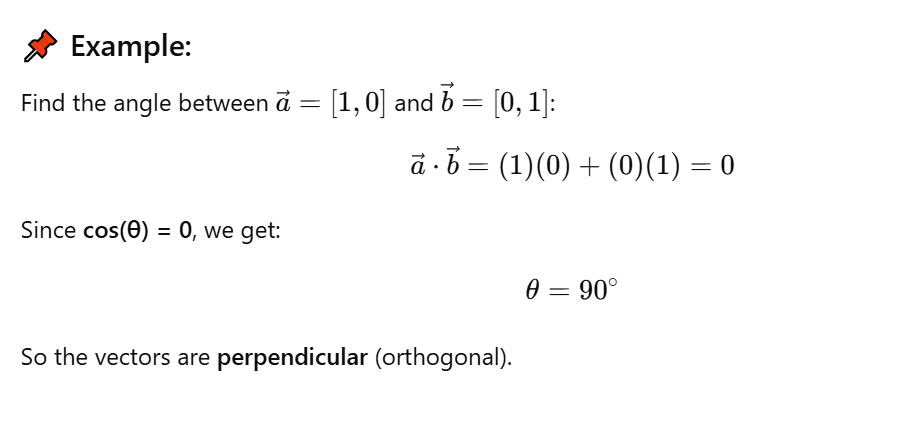 📌 Example:
Find the angle between $\vec{a} = [1, 0]$ and $\vec{b} = [0, 1]$:
$\vec{a} \cdot \vec{b} = (1)(0) + (0)(1) = 0$
Since cos(θ) = 0, we get:
$\theta = 90^\circ$
So the vectors are perpendicular (orthogonal).